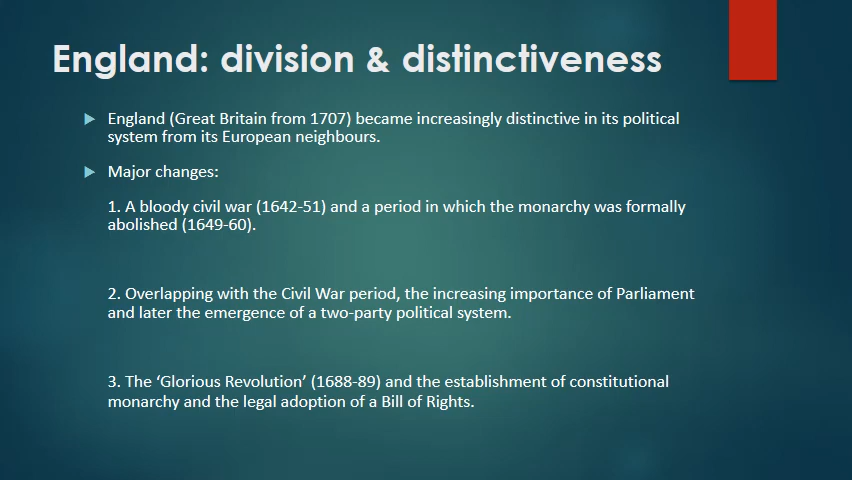 England: division & distinctiveness
England (Great Britain from 1707) became increasingly distinctive in its political
system from its European neighbours.
Major changes:
1. A bloody civil war (1642-51) and a period in which the monarchy was formally
abolished (1649-60).
2. Overlapping with the Civil War period, the increasing importance of Parliament
and later the emergence of a two-party political system.
3. The ‘Glorious Revolution’ (1688-89) and the establishment of constitutional
monarchy and the legal adoption of a Bill of Rights.